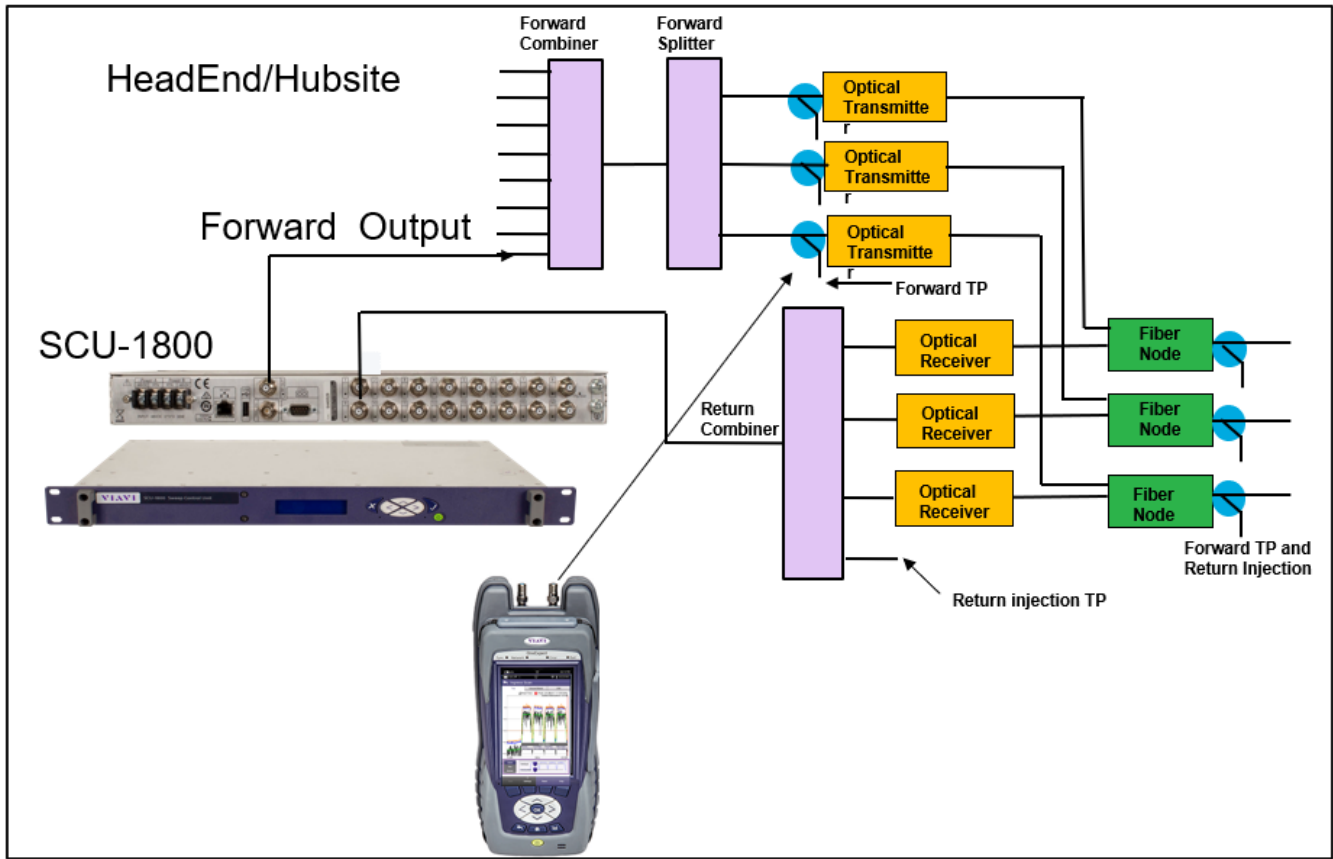 Forward
Combiner
Forward
Splitter
HeadEnd/Hubsite
Optical
Transmitte
r
Optical
Transmitte
r
Forward Output
Optical
Transmitte
r
Forward TP
SCU-1800
Optical
Receiver
Fiber
Node
Return
Combiner
Optical
Receiver
Fiber
Node
Optical
Receiver
Fiber
Node
VIAVI
Forward TP and
Return Injection
Return injection TP
VIAVI